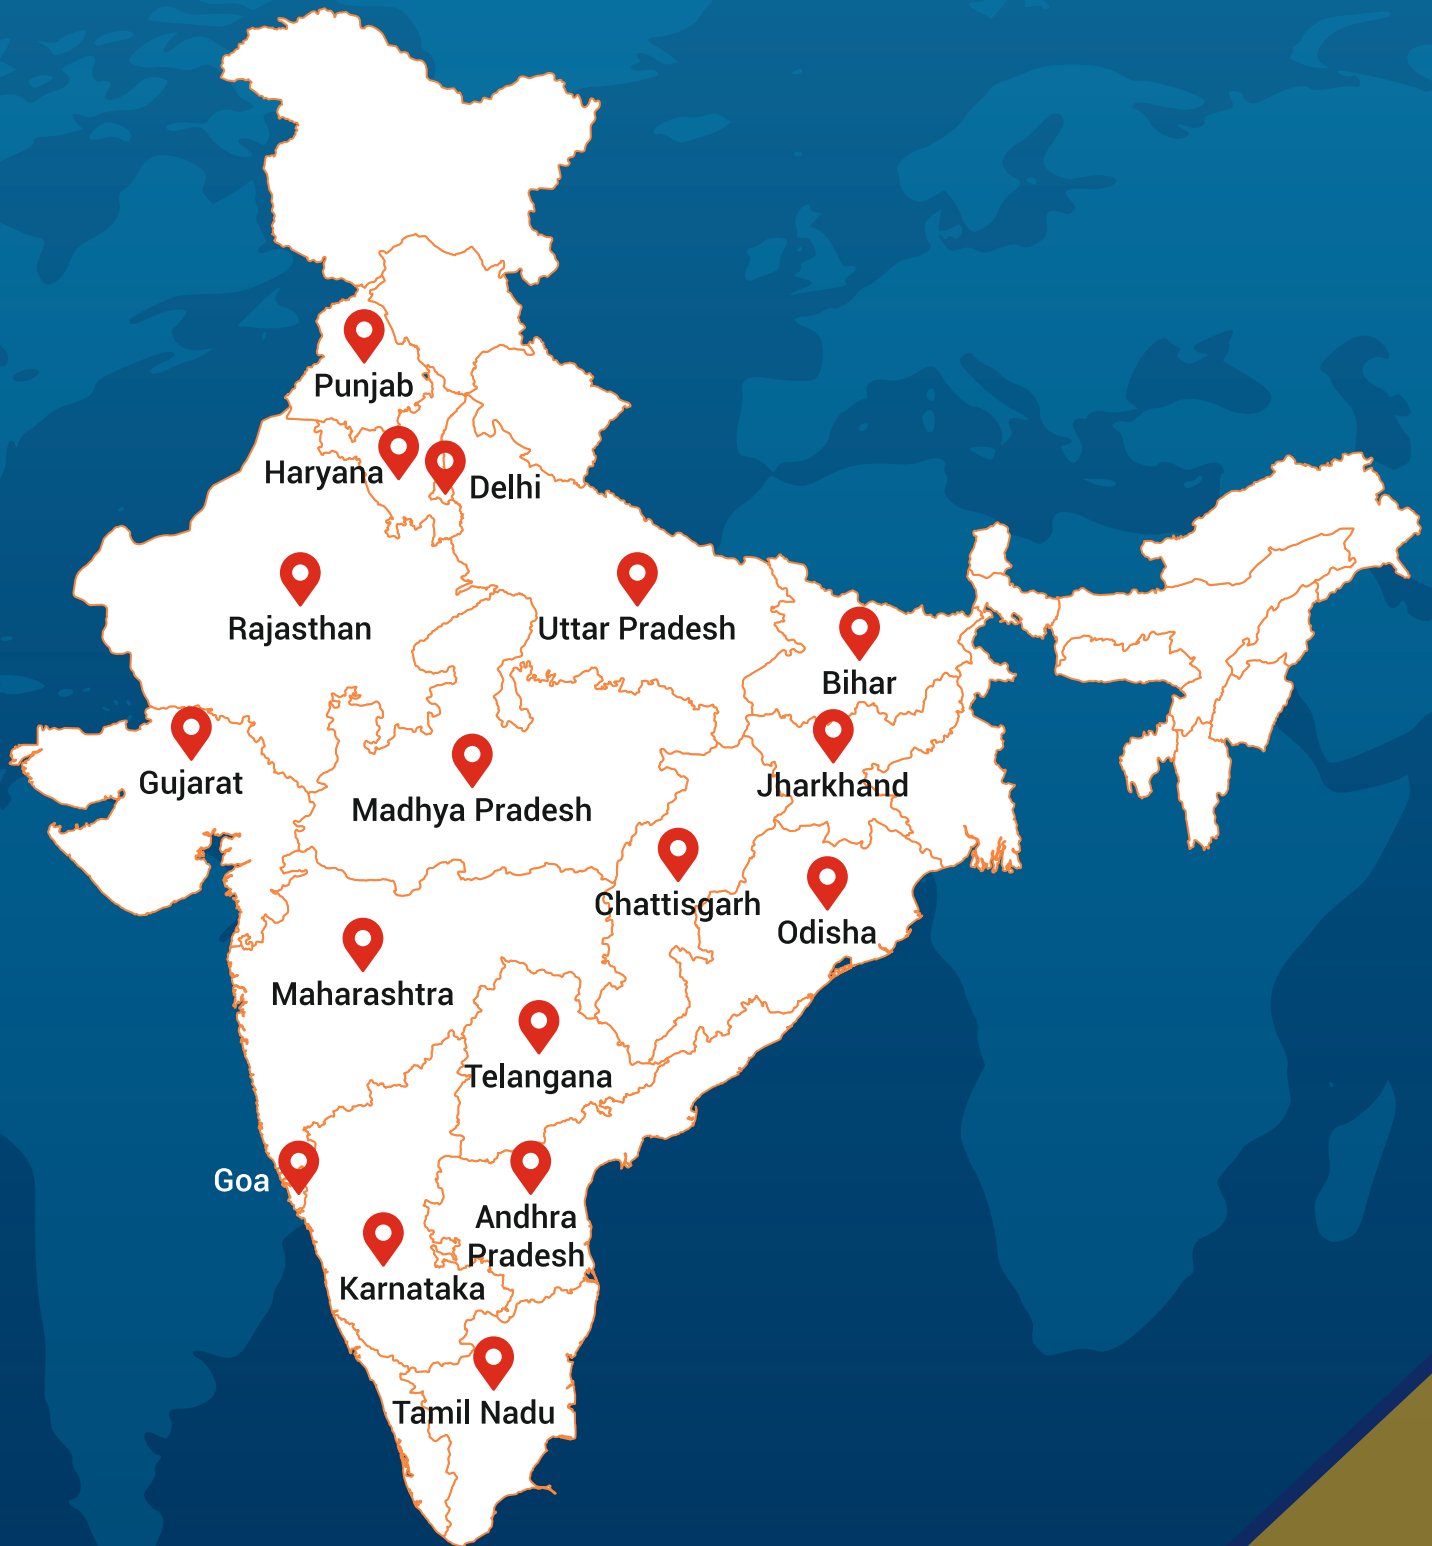 Punjab
Haryana
Delhi
Rajasthan
Uttar Pradesh
Bihar
Gujarat
Madhya Pradesh
Jharkhand
Chattisgarh
Odisha
Maharashtra
Telangana
Goa
Andhra
Pradesh
Karnataka
Tamil Nadu